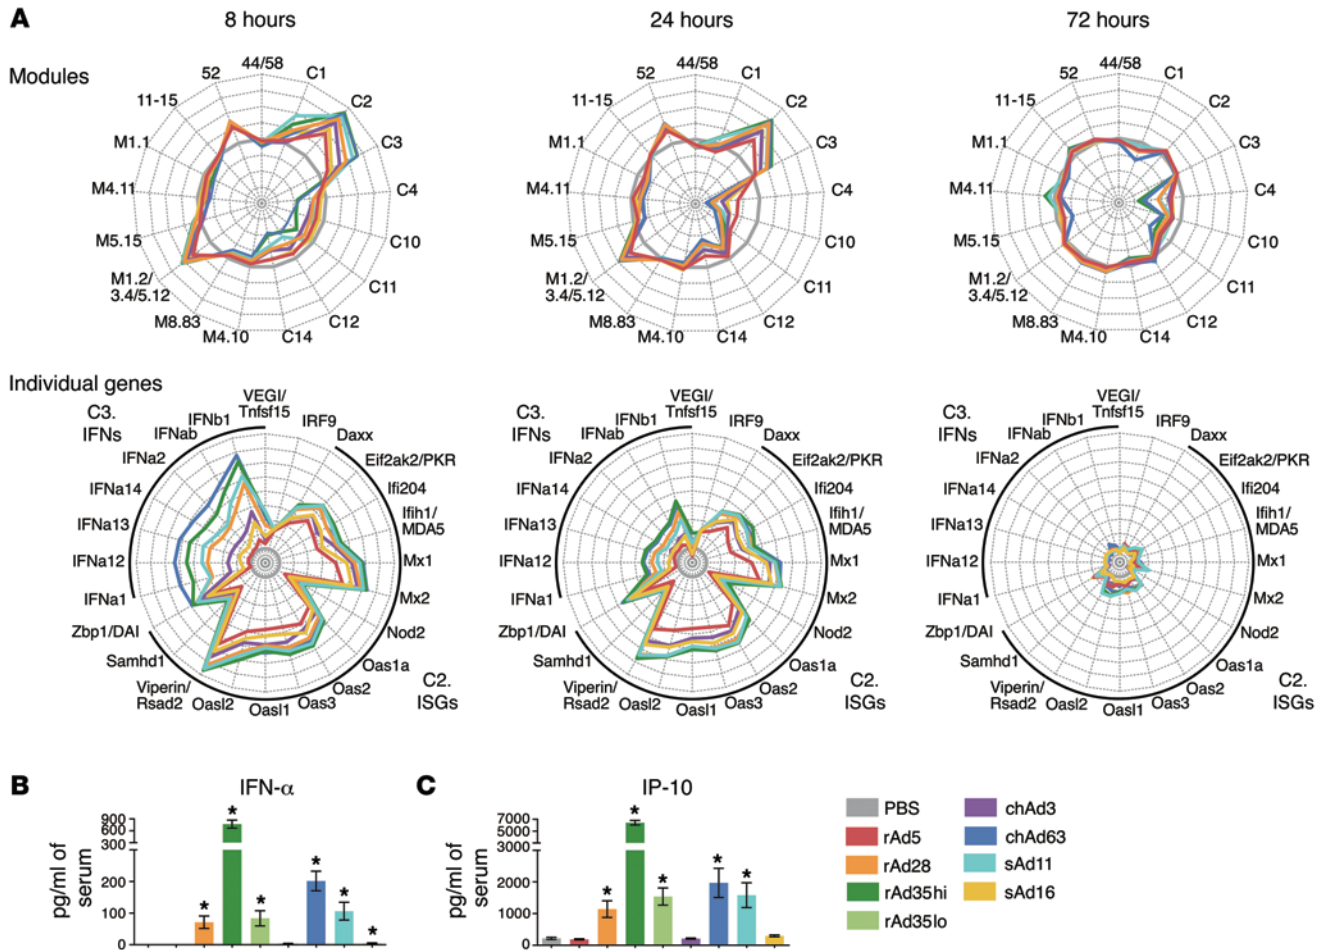 A
8 hours
24 hours
72 hours
Modules
44/58
C1
C2
C3
C4
C10
C11
C12
C14
M4.10
M8.83
M1.2/
3.4/5.12
M5.15
M4.11
M1.1
11-15
52
44/58
C1
C2
C3
C4
C10
C11
C12
C14
M4.10
M8.83
M1.2/
3.4/5.12
M5.15
M4.11
M1.1
11-15
52
44/58
C1
C2
C3
C4
C10
C11
C12
C14
M4.10
M8.83
M1.2/
3.4/5.12
M5.15
M4.11
M1.1
11-15
52
Individual genes
C3.
IFNs
VEGI/
Tnfsf15
IRF9
Daxx
Eif2ak2/PKR
Ifi204
Ifih1/
MDA5
Mx1
Mx2
Nod2
Oas1a
Oas2
Oas3
Oasl1
Oasl2
Viperin/
Rsad2
Samhd1
Zbp1/DAI
IFNa1
IFNa12
IFNa13
IFNa14
IFNa2
IFNab
IFNb1
C2.
ISGs
C3.
IFNs
VEGI/
Tnfsf15
IRF9
Daxx
Eif2ak2/PKR
Ifi204
Ifih1/
MDA5
Mx1
Mx2
Nod2
Oas1a
Oas2
Oas3
Oasl1
Oasl2
Viperin/
Rsad2
Samhd1
Zbp1/DAI
IFNa1
IFNa12
IFNa13
IFNa14
IFNa2
IFNab
IFNb1
C2.
ISGs
C3.
IFNs
VEGI/
Tnfsf15
IRF9
Daxx
Eif2ak2/PKR
Ifi204
Ifih1/
MDA5
Mx1
Mx2
Nod2
Oas1a
Oas2
Oas3
Oasl1
Oasl2
Viperin/
Rsad2
Samhd1
Zbp1/DAI
IFNa1
IFNa12
IFNa13
IFNa14
IFNa2
IFNab
IFNb1
C2.
ISGs
B
IFN-α
pg/ml of
serum
900
600
300
200
100
0
* * * * * *
C
IP-10
pg/ml of
serum
7000
5000
3000
2000
1000
0
* * * * *
PBS
rAd5
rAd28
rAd35hi
rAd35lo
chAd3
chAd63
sAd11
sAd16